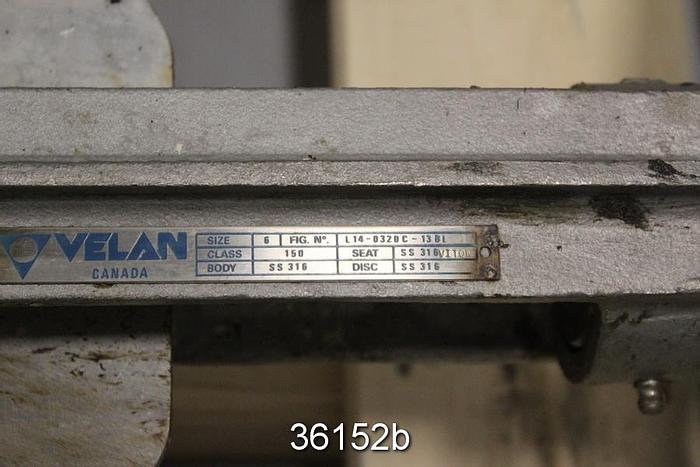 VELAN
CANADA
SIZE 6 FIG. Nº. L14-0320C-13BL
CLASS 150 SEAT SS 316 VITON
BODY SS 316 DISC SS 316
36152b